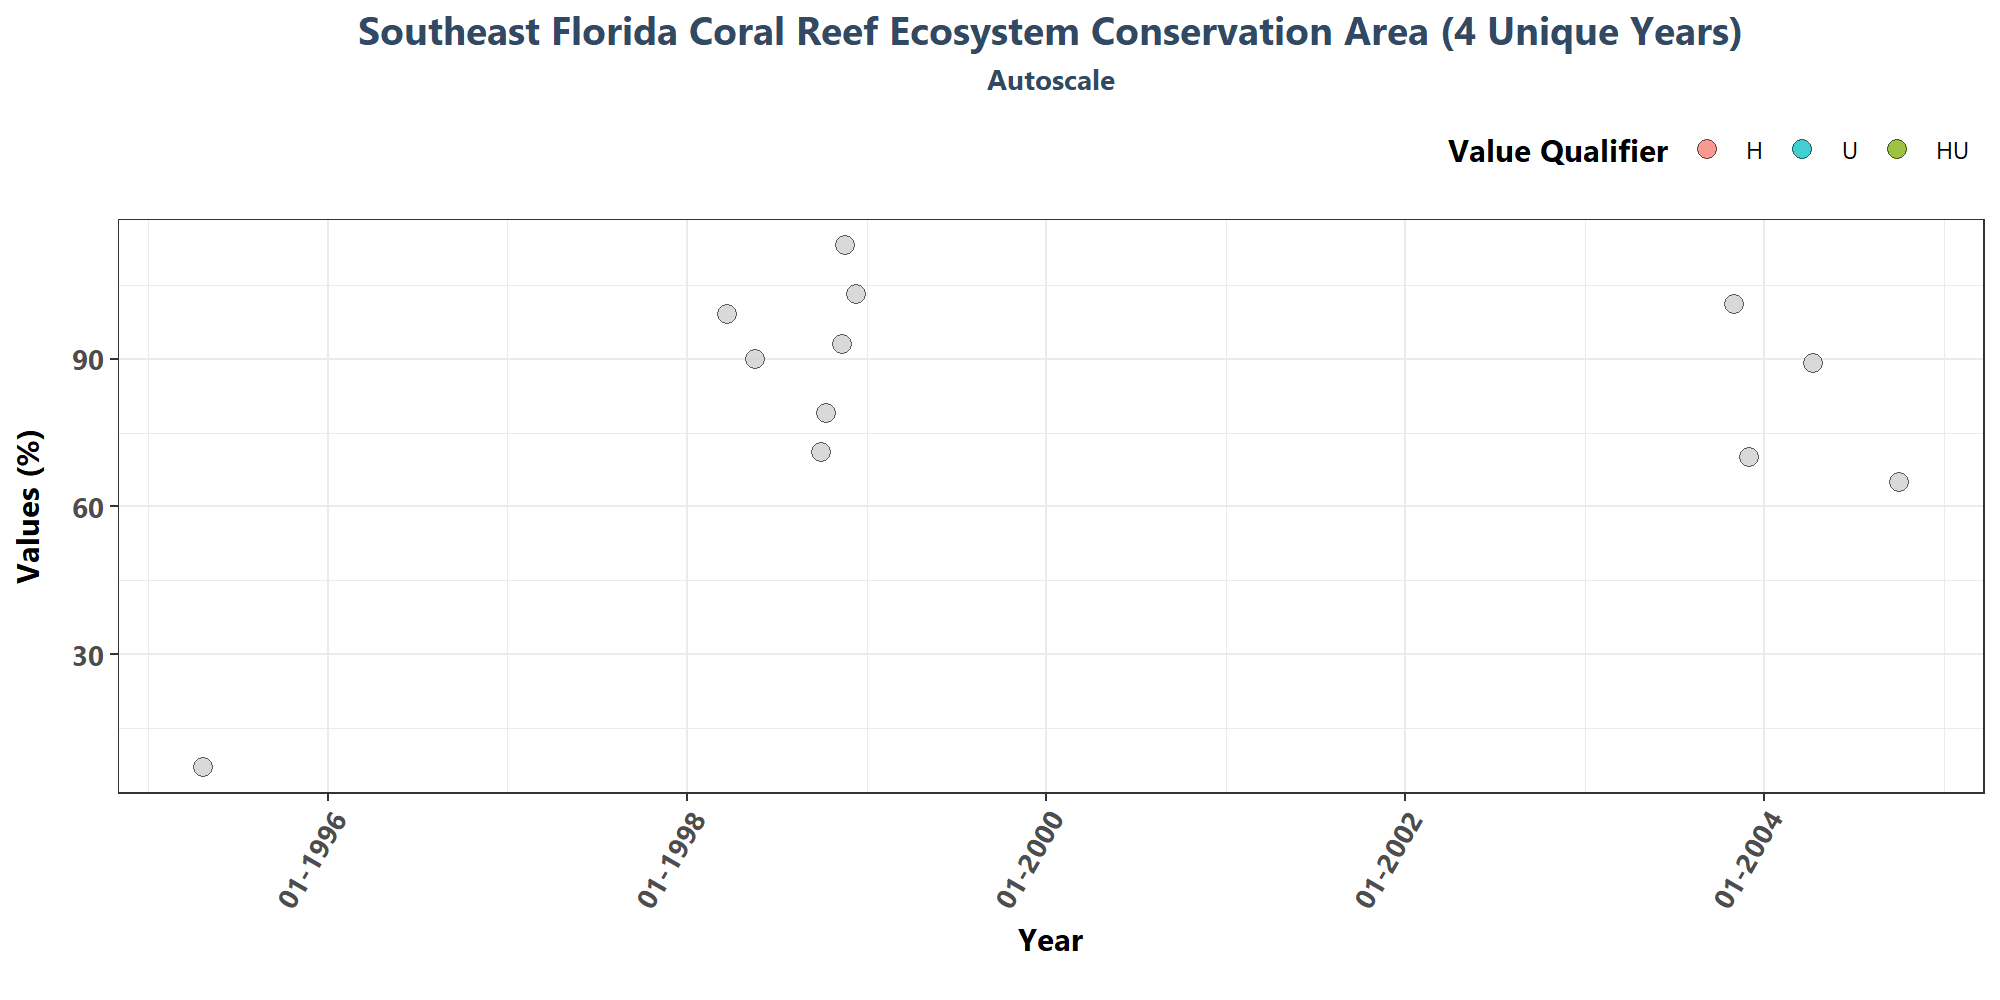 Southeast Florida Coral Reef Ecosystem Conservation Area (4 Unique Years)
Autoscale
Value Qualifier H U HU
Values (%)
90
60
30
01-1996 01-1998 01-2000 01-2002 01-2004
Year